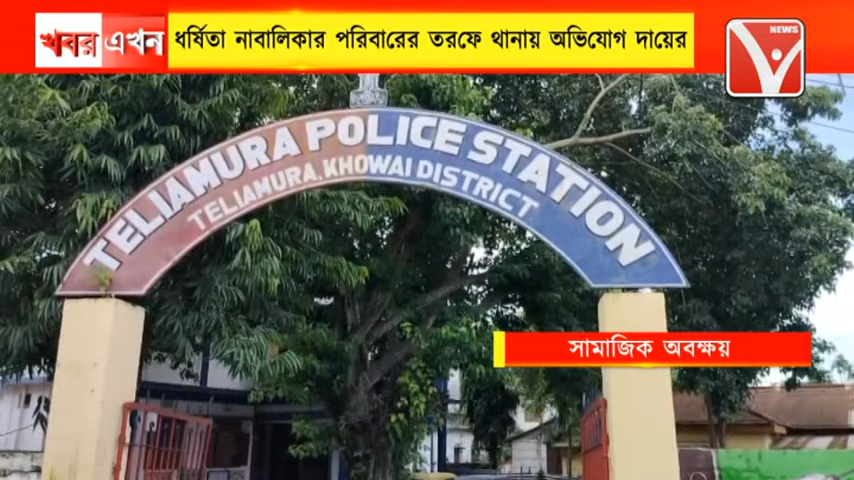 খবর এখন
ধর্ষিতা নাবালিকার পরিবারের তরফে থানায় অভিযোগ দায়ের
NEWS
V
TELIAMURA POLICE STATION
TELIAMURA. KHOWAI DISTRICT
সামাজিক অবক্ষয়